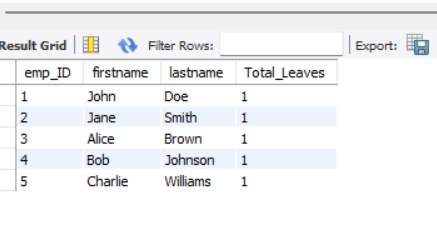 Result Grid Filter Rows: Export:
emp_ID firstname lastname Total_Leaves
1 John Doe 1
2 Jane Smith 1
3 Alice Brown 1
4 Bob Johnson 1
5 Charlie Williams 1